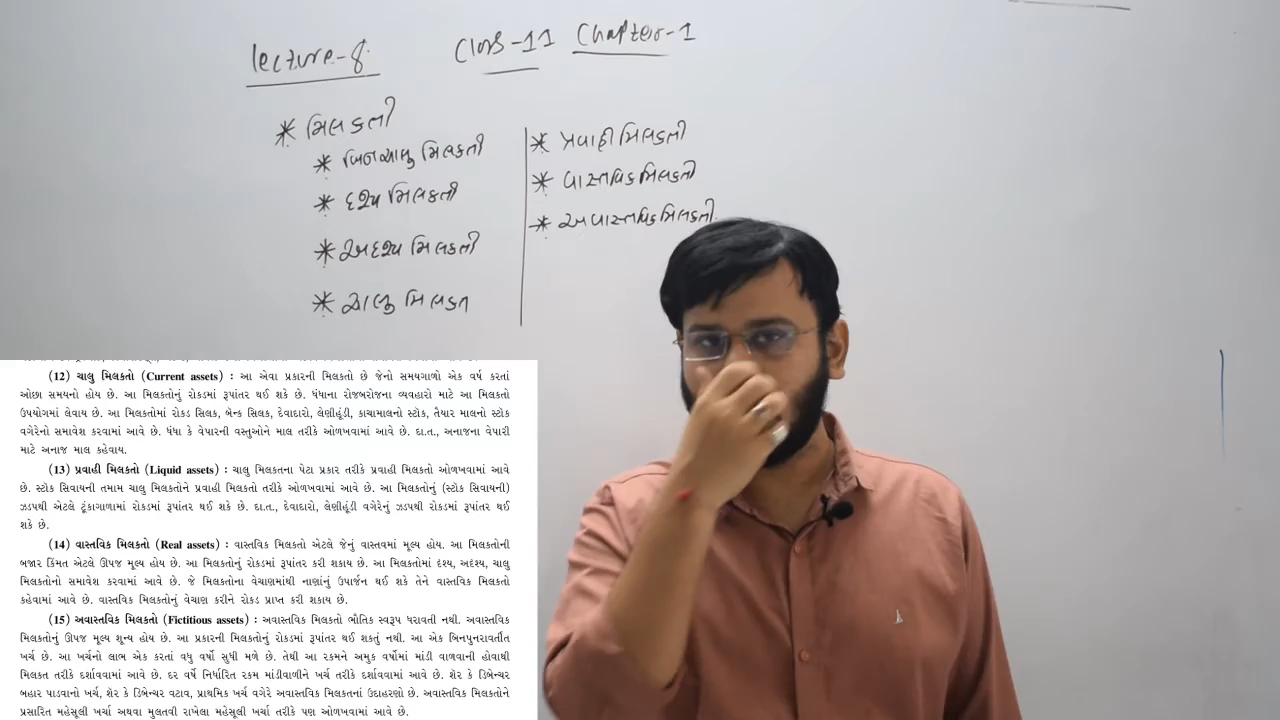 Lecture-8
Class-11 Chapter-1
* મિલકતો
* બિનચાલુ મિલકતો
* દશ્ય મિલકતો
* અદશ્ય મિલકતો
* ચાલુ મિલકત
* પ્રવાહી મિલકતો
* વાસ્તવિક મિલકતો
* અવાસ્તવિક મિલકતો
(12) ચાલુ મિલકતો (Current assets) : આ એવા પ્રકારની મિલકતો છે જેનો સમયગાળો એક વર્ષ કરતાં
ઓછા સમયનો હોય છે. આ મિલકતોનું રોકડમાં રૂપાંતર થઈ શકે છે. ધંધાના રોજબરોજના વ્યવહારો માટે આ મિલકતો
ઉપયોગમાં લેવાય છે. આ મિલકતોમાં રોકડ સિલક, બૅન્ક સિલક, દેવાદારો, લેણીહૂંડી, કાચામાલનો સ્ટોક, તૈયાર માલનો સ્ટોક
વગેરેનો સમાવેશ કરવામાં આવે છે. ધંધા કે વેપારની વસ્તુઓને માલ તરીકે ઓળખવામાં આવે છે. દા.ત., અનાજના વેપારી
માટે અનાજ માલ કહેવાય.
(13) પ્રવાહી મિલકતો (Liquid assets) : ચાલુ મિલકતના પેટા પ્રકાર તરીકે પ્રવાહી મિલકતો ઓળખવામાં આવે
છે. સ્ટોક સિવાયની તમામ ચાલુ મિલકતોને પ્રવાહી મિલકતો તરીકે ઓળખવામાં આવે છે. આ મિલકતોનું (સ્ટોક સિવાયની)
ઝડપથી એટલે ટૂંકાગાળામાં રોકડમાં રૂપાંતર થઈ શકે છે. દા.ત., દેવાદારો, લેણીહૂંડી વગેરેનું ઝડપથી રોકડમાં રૂપાંતર થઈ
શકે છે.
(14) વાસ્તવિક મિલકતો (Real assets) : વાસ્તવિક મિલકતો એટલે જેનું વાસ્તવમાં મૂલ્ય હોય. આ મિલકતોની
બજાર કિંમત એટલે ઊપજ મૂલ્ય હોય છે. આ મિલકતોનું રોકડમાં રૂપાંતર કરી શકાય છે. આ મિલકતોમાં દશ્ય, અદશ્ય, ચાલુ
મિલકતોનો સમાવેશ કરવામાં આવે છે. જે મિલકતોના વેચાણમાંથી નાણાંનું ઉપાર્જન થઈ શકે તેને વાસ્તવિક મિલકતો
કહેવામાં આવે છે. વાસ્તવિક મિલકતોનું વેચાણ કરીને રોકડ પ્રાપ્ત કરી શકાય છે.
(15) અવાસ્તવિક મિલકતો (Fictitious assets) : અવાસ્તવિક મિલકતો ભૌતિક સ્વરૂપ ધરાવતી નથી. અવાસ્તવિક
મિલકતોનું ઊપજ મૂલ્ય શૂન્ય હોય છે. આ પ્રકારની મિલકતોનું રોકડમાં રૂપાંતર થઈ શકતું નથી. આ એક બિનપુનરાવર્તીત
ખર્ચ છે. આ ખર્ચનો લાભ એક કરતાં વધુ વર્ષો સુધી મળે છે. તેથી આ રકમને અમુક વર્ષોમાં માંડી વાળવાની હોવાથી
મિલકત તરીકે દર્શાવવામાં આવે છે. દર વર્ષે નિર્ધારિત રકમ માંડીવાળીને ખર્ચ તરીકે દર્શાવવામાં આવે છે. શૅર કે ડિબેન્ચર
બહાર પાડવાનો ખર્ચ, શૅર કે ડિબેન્ચર વટાવ, પ્રાથમિક ખર્ચ વગેરે અવાસ્તવિક મિલકતનાં ઉદાહરણો છે. અવાસ્તવિક મિલકતોને
પ્રસારિત મહેસૂલી ખર્ચા અથવા મુલતવી રાખેલા મહેસૂલી ખર્ચા તરીકે પણ ઓળખવામાં આવે છે.